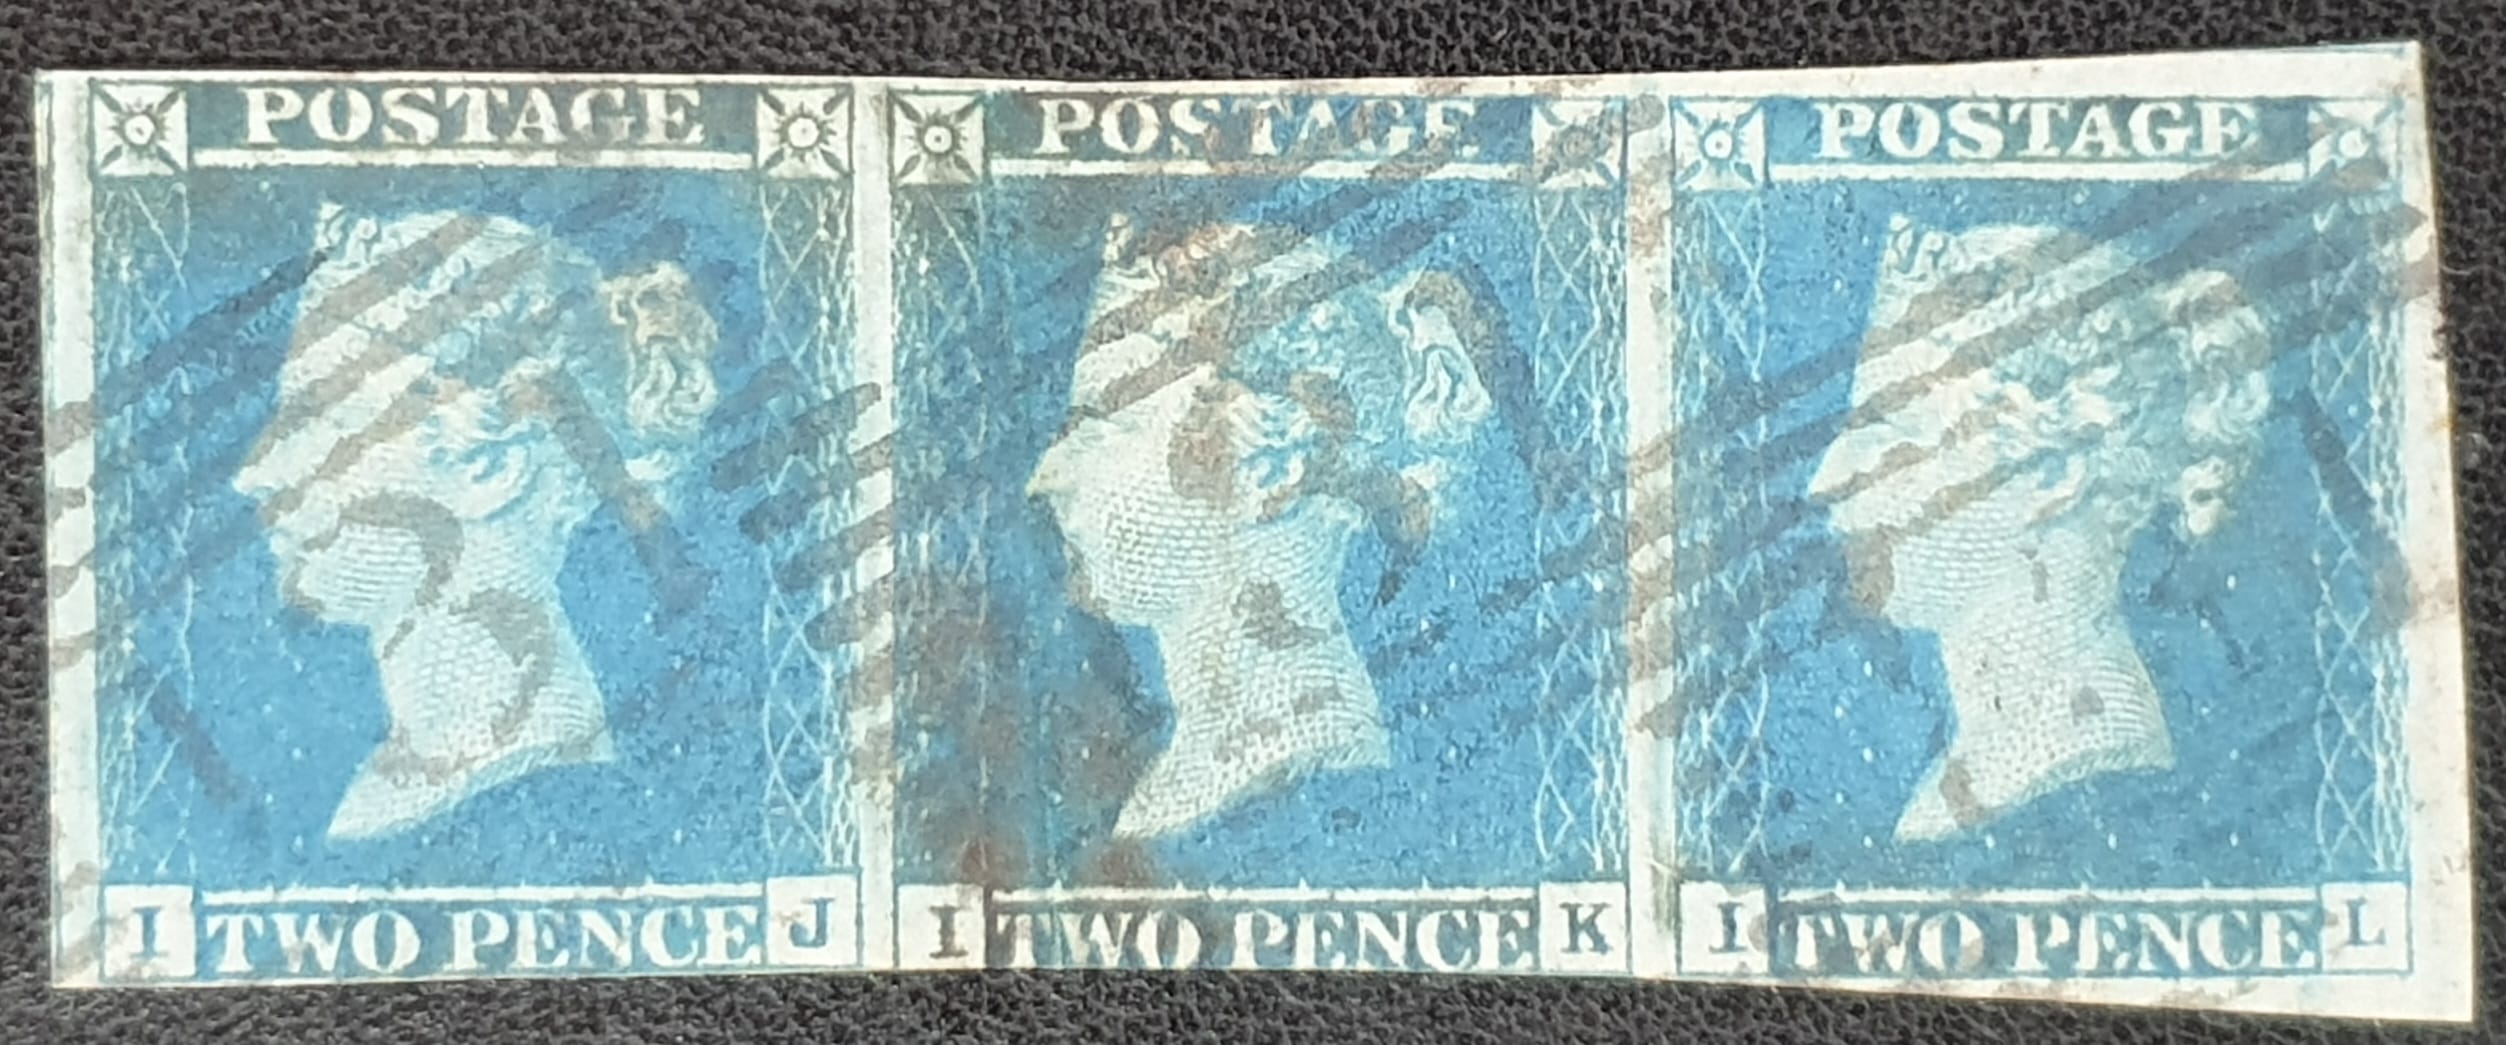 POSTAGE POSTAGE POSTAGE
I TWO PENCE J I TWO PENCE K I TWO PENCE L